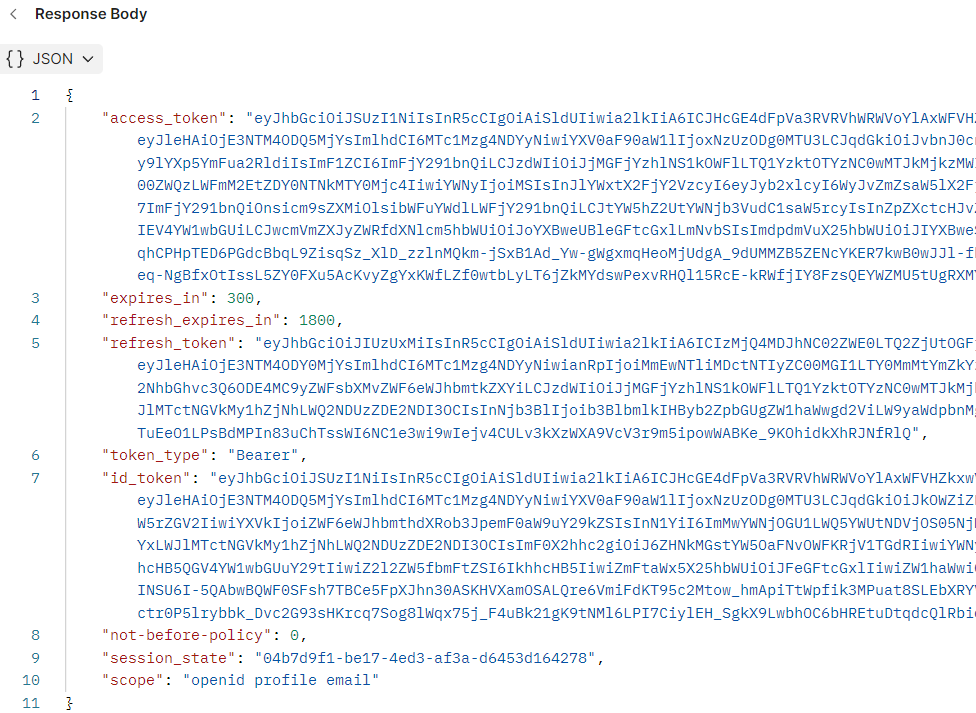 Response Body
{} JSON
1 {
2 "access_token": "eyJhbGciOiJSUzI1NiIsInR5cCIgOiAiSldUIiwia2lkIiA6ICJHcGE4dFpVa3RVRVhWRWVoYlAxWFVHZ
eyJleHAiOjE3NTM4ODQ5MjYsImlhdCI6MTc1Mzg4NDYyNiwiYXV0aF90aW1lIjoxNzUzODg0MTU3LCJqdGkiOiJvbnJ0cn
y9lYXp5YmFua2RldiIsImF1ZCI6ImFjY291bnQiLCJzdWIiOiJjMGFjYzhlNS1kOWFlLTQ1YzktOTYzNC0wMTJkMjkzMW
00ZWQzLWFmM2EtZDY0NTNkMTY0Mjc4IiwiYWNyIjoiMSIsInJlYWxtX2FjY2VzcyI6eyJyb2xlcyI6WyJvZmZsaW5lX2F
7ImFjY291bnQiOnsicm9sZXMiOlsibWFuYWdlLWFjY291bnQiLCJtYW5hZ2UtYWNjb3VudC1saW5rcyIsInZpZXctcHJv
IEV4YW1wbGUiLCJwcmVmZXJyZWRfdXNlcm5hbWUiOiJoYXBweUBleGFtcGxlLmNvbSIsImdpdmVuX25hbWUiOiJIYXBwe
qhCPHpTED6PGdcBbqL9ZisqSz_XlD_zzlnMQkm-jSxB1Ad_Yw-gWgxmqHeoMjUdgA_9dUMMZB5ZENcYKER7kwB0wJJl-f
eq-NgBfxOtIssL5ZY0FXu5AcKvyZgYxKWfLZf0wtbLyLT6jZkMYdswPexvRHQl15RcE-kRWfjIY8FzsQEYWZMU5tUgRXM
3 "expires_in": 300,
4 "refresh_expires_in": 1800,
5 "refresh_token": "eyJhbGciOiJIUzUxMiIsInR5cCIgOiAiSldUIiwia2lkIiA6ICIzMjQ4MDJhNC02ZWE0LTQ2ZjUtOGF
eyJleHAiOjE3NTM4ODY0MjYsImlhdCI6MTc1Mzg4NDYyNiwianRpIjoiMmEwNTliMDctNTIyZC00MGI1LTY0MmMtYmZkY
2NhbGhvc3Q6ODE4MC9yZWFsbXMvZWF6eWJhbmtkZXYiLCJzdWIiOiJjMGFjYzhlNS1kOWFlLTQ1YzktOTYzNC0wMTJkMj
JlMTctNGVkMy1hZjNhLWQ2NDUzZDE2NDI3OCIsInNjb3BlIjoib3BlbmlkIHByb2ZpbGUgZW1haWwgd2ViLW9yaWdpbnM
TuEeO1LPsBdMPIn83uChTssWI6NC1e3wi9wIejv4CULv3kXzWXA9VcV3r9m5ipowWABKe_9KOhidkXhRJNfRlQ",
6 "token_type": "Bearer",
7 "id_token": "eyJhbGciOiJSUzI1NiIsInR5cCIgOiAiSldUIiwia2lkIiA6ICJHcGE4dFpVa3RVRVhWRWVoYlAxWFVHZkxw
eyJleHAiOjE3NTM4ODQ5MjYsImlhdCI6MTc1Mzg4NDYyNiwiYXV0aF90aW1lIjoxNzUzODg0MTU3LCJqdGkiOiJkOWZiZ
W5rZGV2IiwiYXVkIjoiZWF6eWJhbmthdXRob3JpemF0aW9uY29kZSIsInN1YiI6ImMwYWNjOGU1LWQ5YWUtNDVjOS05Nj
YxLWJlMTctNGVkMy1hZjNhLWQ2NDUzZDE2NDI3OCIsImF0X2hhc2giOiJ6ZHNkMGstYW5OaFNvOWFKRjV1TGdRIiwiYWN
hcHB5QGV4YW1wbGUuY29tIiwiZ2l2ZW5fbmFtZSI6IkhhcHB5IiwiZmFtaWx5X25hbWUiOiJFeGFtcGxlIiwiZW1haWwi
INSU6I-5QAbwBQWF0SFsh7TBCe5FpXJhn30ASKHVXamOSALQre6VmiFdKT95c2Mtow_hmApiTtWpfik3MPuat8SLEbXRY
ctr0P5lrybbk_Dvc2G93sHKrcq7Sog8lWqx75j_F4uBk21gK9tNMl6LPI7CiylEH_SgkX9LwbhOC6bHREtuDtqdcQlRbi
8 "not-before-policy": 0,
9 "session_state": "04b7d9f1-be17-4ed3-af3a-d6453d164278",
10 "scope": "openid profile email"
11 }